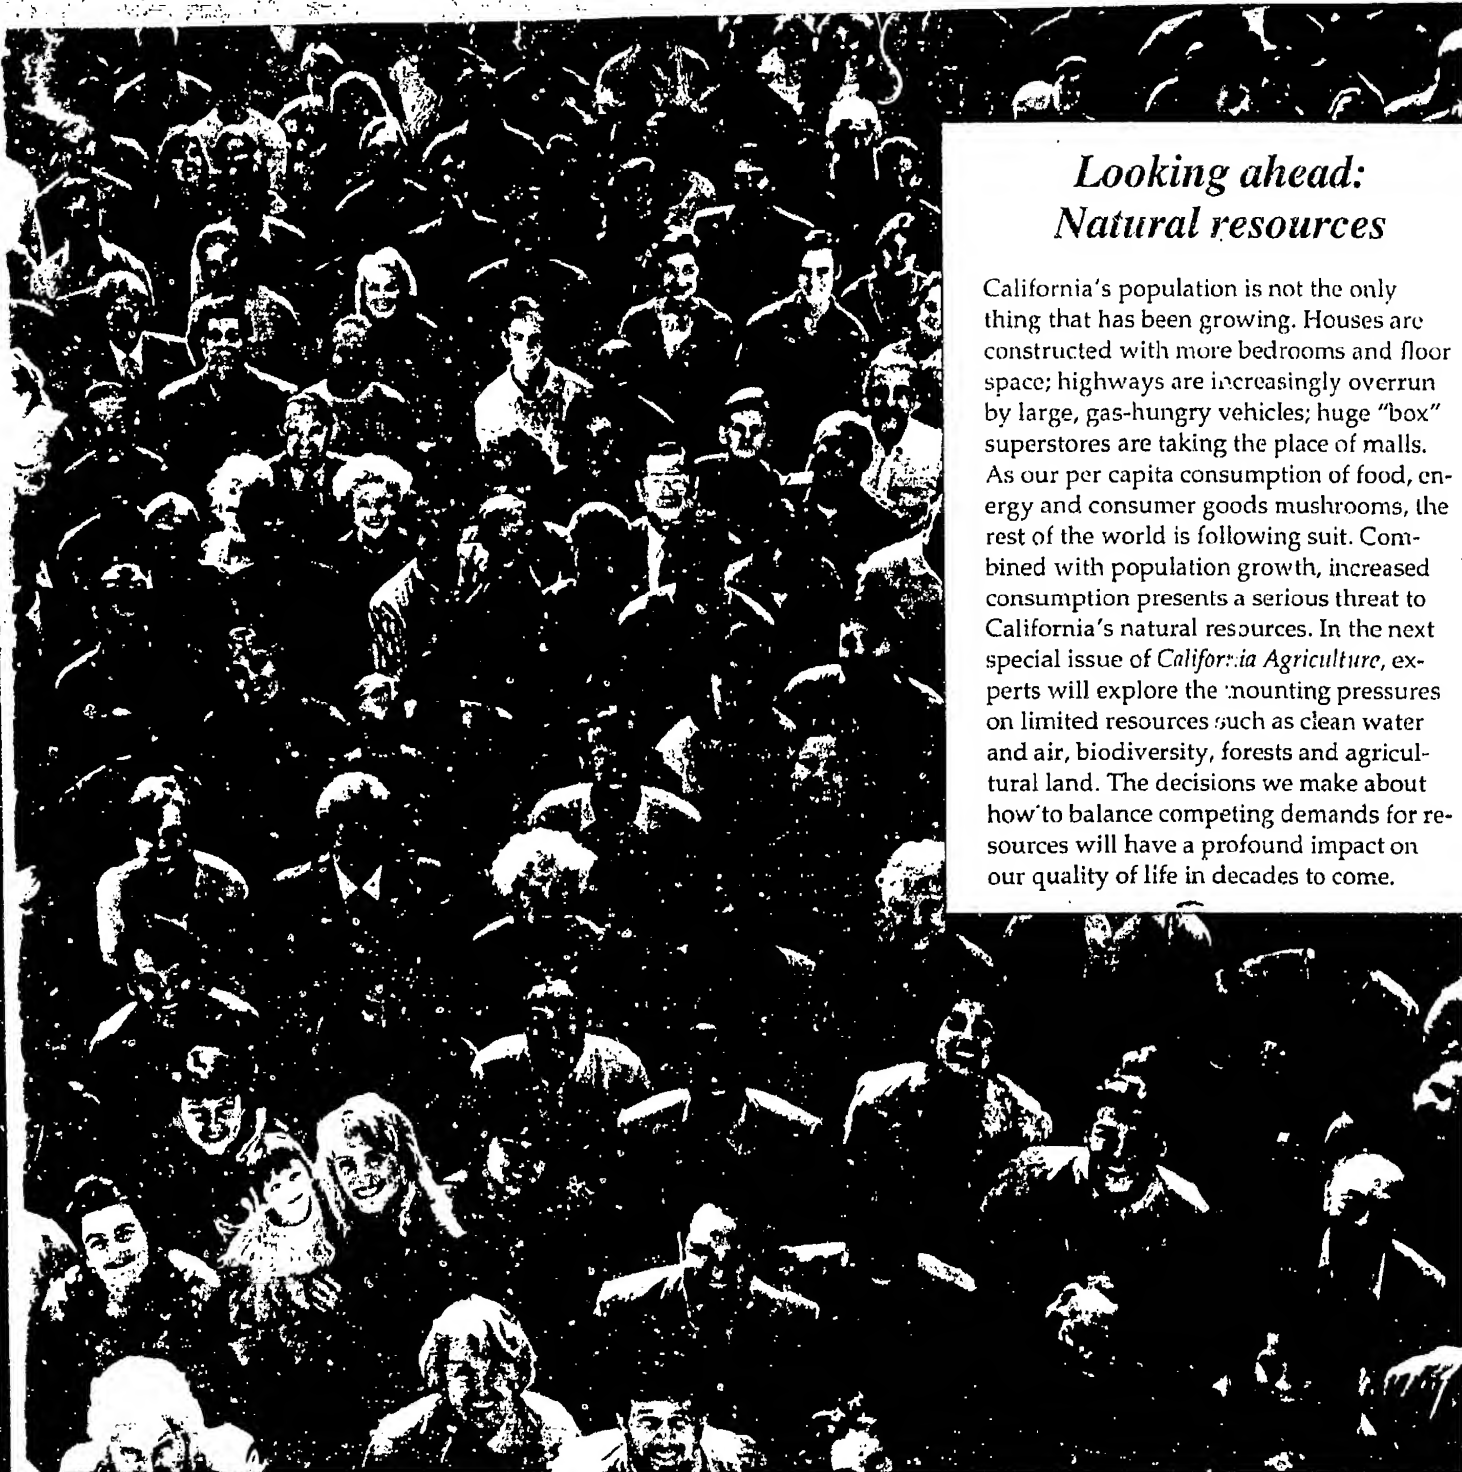 Looking ahead:
Natural resources
California's population is not the only
thing that has been growing. Houses are
constructed with more bedrooms and floor
space; highways are increasingly overrun
by large, gas-hungry vehicles; huge "box"
superstores are taking the place of malls.
As our per capita consumption of food, en-
ergy and consumer goods mushrooms, the
rest of the world is following suit. Com-
bined with population growth, increased
consumption presents a serious threat to
California's natural resources. In the next
special issue of California Agriculture, ex-
perts will explore the mounting pressures
on limited resources such as clean water
and air, biodiversity, forests and agricul-
tural land. The decisions we make about
how to balance competing demands for re-
sources will have a profound impact on
our quality of life in decades to come.